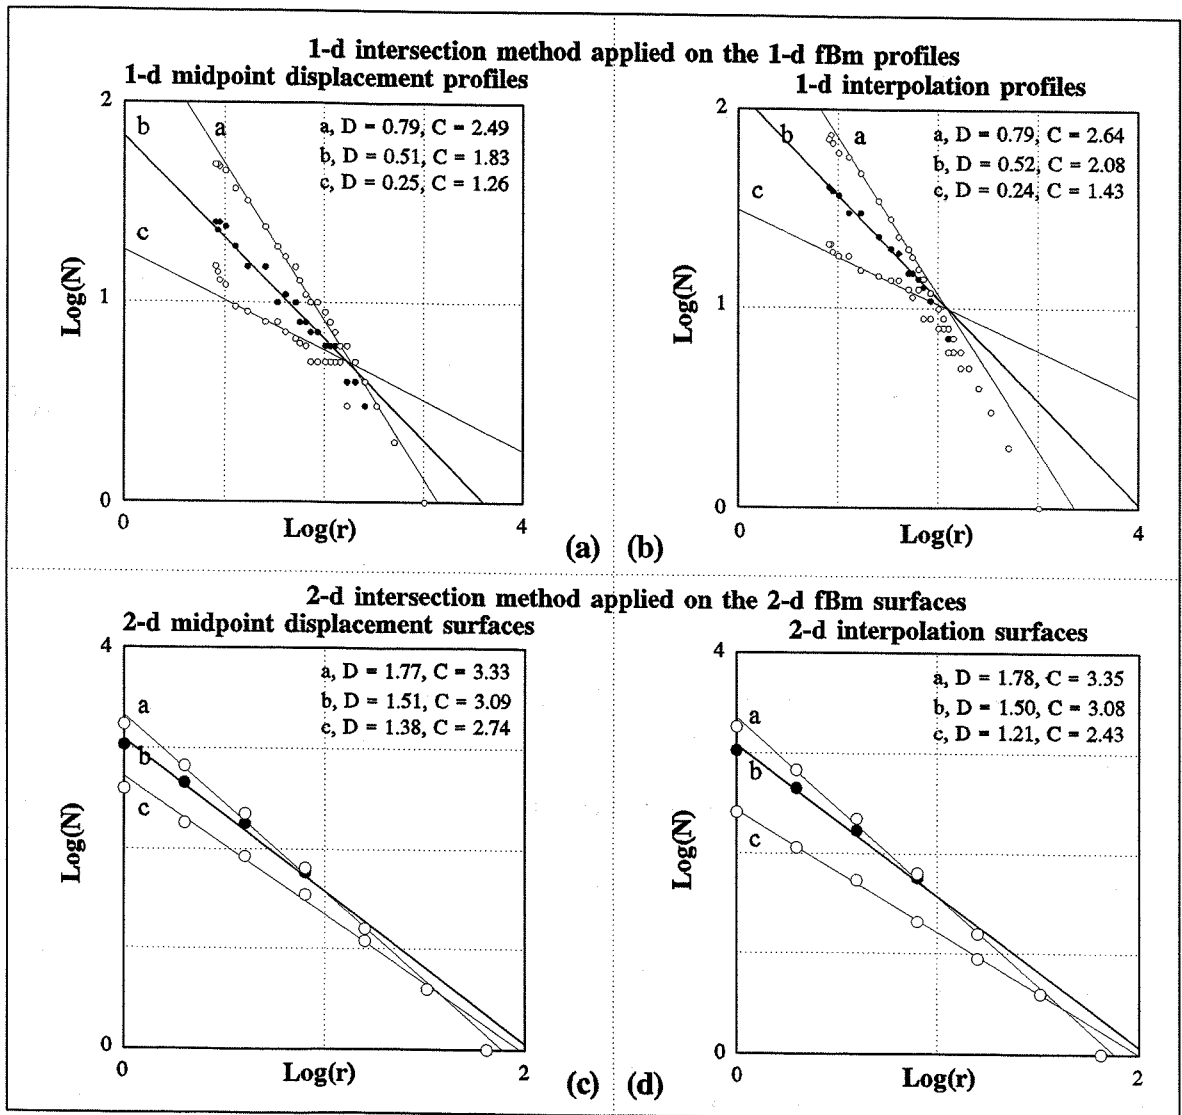 1-d intersection method applied on the 1-d fBm profiles
1-d midpoint displacement profiles
2
b
a
a, D = 0.79, C = 2.49
b, D = 0.51, C = 1.83
c, D = 0.25, C = 1.26
c
Log(N)
1
0
0
Log(r)
4
(a)
1-d interpolation profiles
2
b
a
a, D = 0.79, C = 2.64
b, D = 0.52, C = 2.08
c, D = 0.24, C = 1.43
c
Log(N)
1
0
0
Log(r)
4
(b)
2-d intersection method applied on the 2-d fBm surfaces
2-d midpoint displacement surfaces
4
a, D = 1.77, C = 3.33
b, D = 1.51, C = 3.09
c, D = 1.38, C = 2.74
a
b
c
Log(N)
0
0
Log(r)
2
(c)
2-d interpolation surfaces
4
a, D = 1.78, C = 3.35
b, D = 1.50, C = 3.08
c, D = 1.21, C = 2.43
a
b
c
Log(N)
0
0
Log(r)
2
(d)